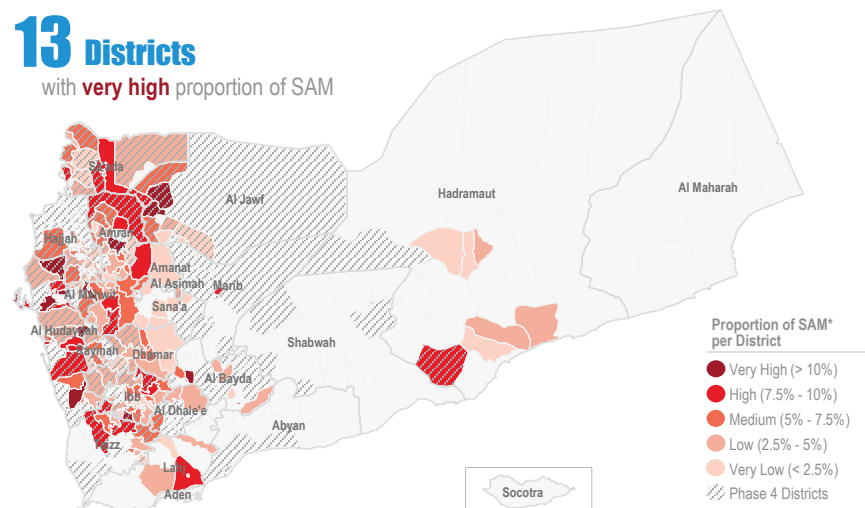 13 Districts
with very high proportion of SAM
Sa'ada
Al Jawf
Hadramaut
Al Maharah
Hajjah
Amran
Amanat
Al Asimah
Marib
Al Mahwit
Sana'a
Al Hudaydah
Raymah
Dhamar
Shabwah
Al Bayda
Ibb
Al Dhale'e
Abyan
Taizz
Lahj
Aden
Socotra
Proportion of SAM*
per District
Very High (> 10%)
High (7.5% - 10%)
Medium (5% - 7.5%)
Low (2.5% - 5%)
Very Low (< 2.5%)
Phase 4 Districts